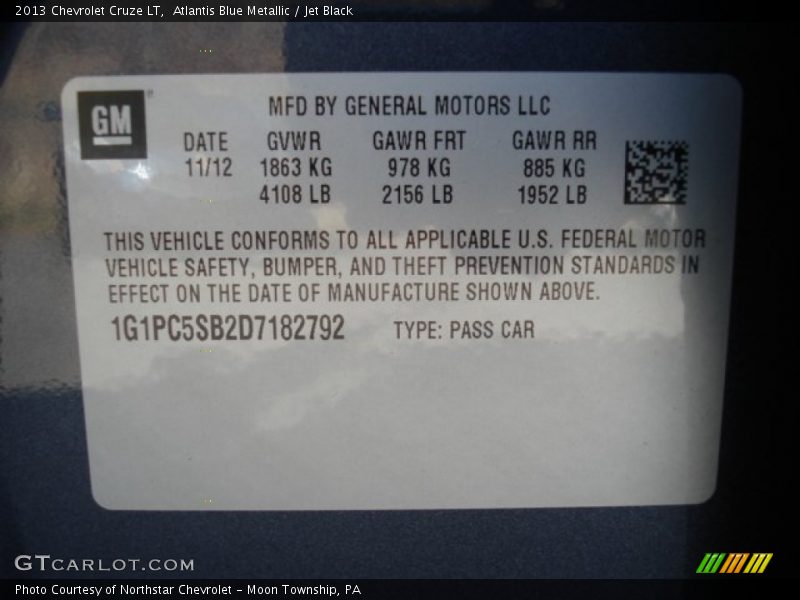 2013 Chevrolet Cruze LT,  Atlantis Blue Metallic / Jet Black
GM
MFD BY GENERAL MOTORS LLC
DATE GVWR GAWR FRT GAWR RR
11/12 1863 KG 978 KG 885 KG
4108 LB 2156 LB 1952 LB
THIS VEHICLE CONFORMS TO ALL APPLICABLE U.S. FEDERAL MOTOR
VEHICLE SAFETY, BUMPER, AND THEFT PREVENTION STANDARDS IN
EFFECT ON THE DATE OF MANUFACTURE SHOWN ABOVE.
1G1PC5SB2D7182792 TYPE: PASS CAR
GTCARLOT.COM
Photo Courtesy of Northstar Chevrolet - Moon Township, PA